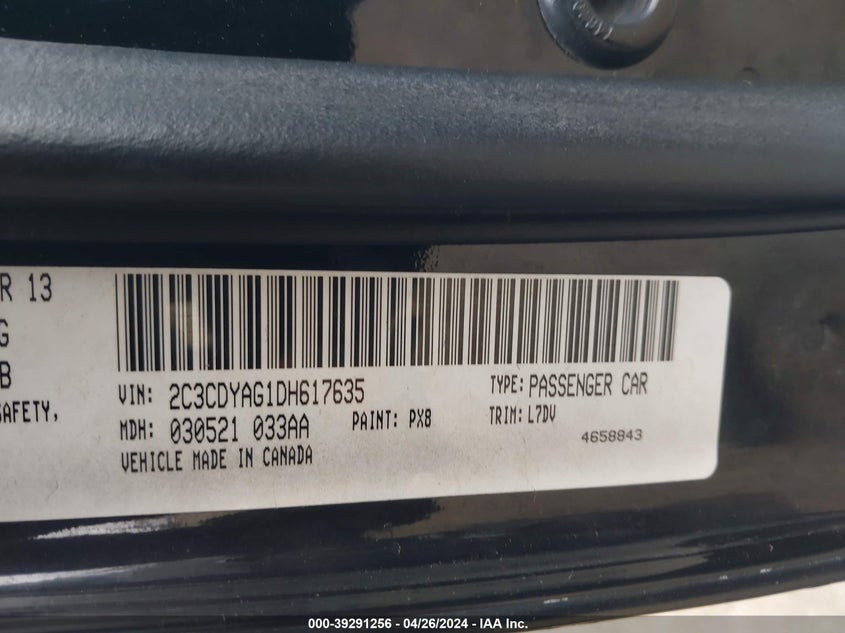 R 13
G
B
SAFETY,
VIN: 2C3CDYAG1DH617635
TYPE: PASSENGER CAR
MDH: 030521 033AA
PAINT: PX8
TRIM: L7DV
VEHICLE MADE IN CANADA
4658843
000-39291256 - 04/26/2024 - IAA Inc.